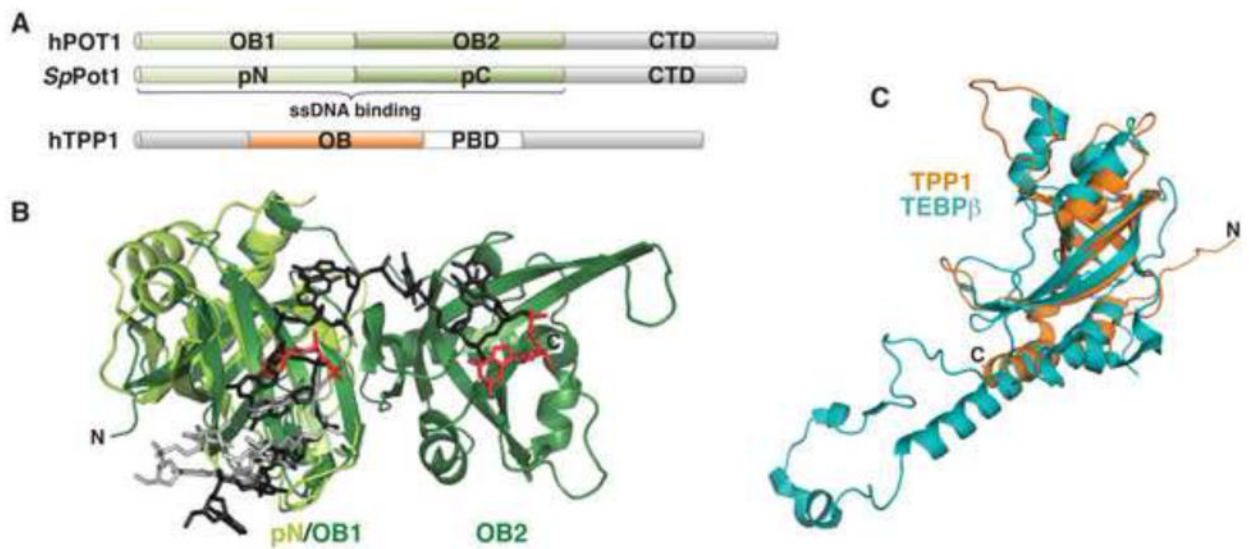 A
hPOT1 OB1 OB2 CTD
SpPot1 pN pC CTD
ssDNA binding
hTPP1 OB PBD
B
N
C
pN/OB1 OB2
C
TPP1
TEBPβ
N
C